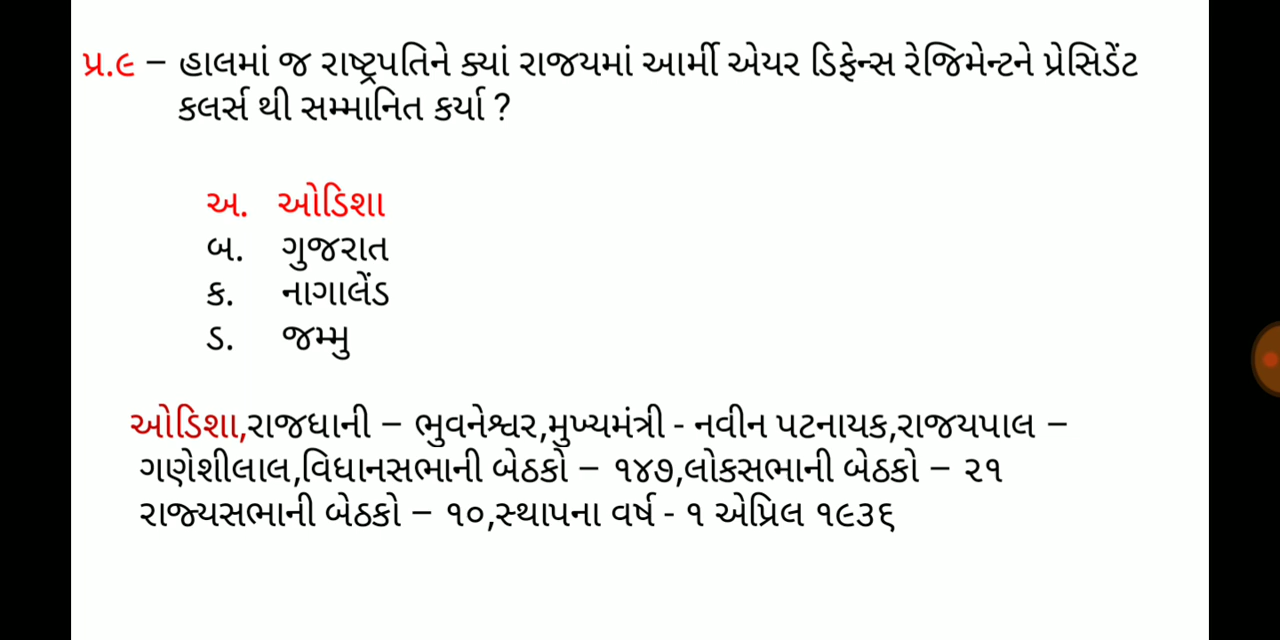 પ્ર.૯ – હાલમાં જ રાષ્ટ્રપતિને ક્યાં રાજયમાં આર્મી એયર ડિફેન્સ રેજિમેન્ટને પ્રેસિડેંટ
કલર્સ થી સમ્માનિત કર્યા ?
અ. ઓડિશા
બ. ગુજરાત
ક. નાગાલેંડ
ડ. જમ્મુ
ઓડિશા,રાજધાની – ભુવનેશ્વર,મુખ્યમંત્રી - નવીન પટનાયક,રાજયપાલ –
ગણેશીલાલ,વિધાનસભાની બેઠકો – ૧૪૭,લોકસભાની બેઠકો – ૨૧
રાજ્યસભાની બેઠકો – ૧૦,સ્થાપના વર્ષ - ૧ એપ્રિલ ૧૯૩૬